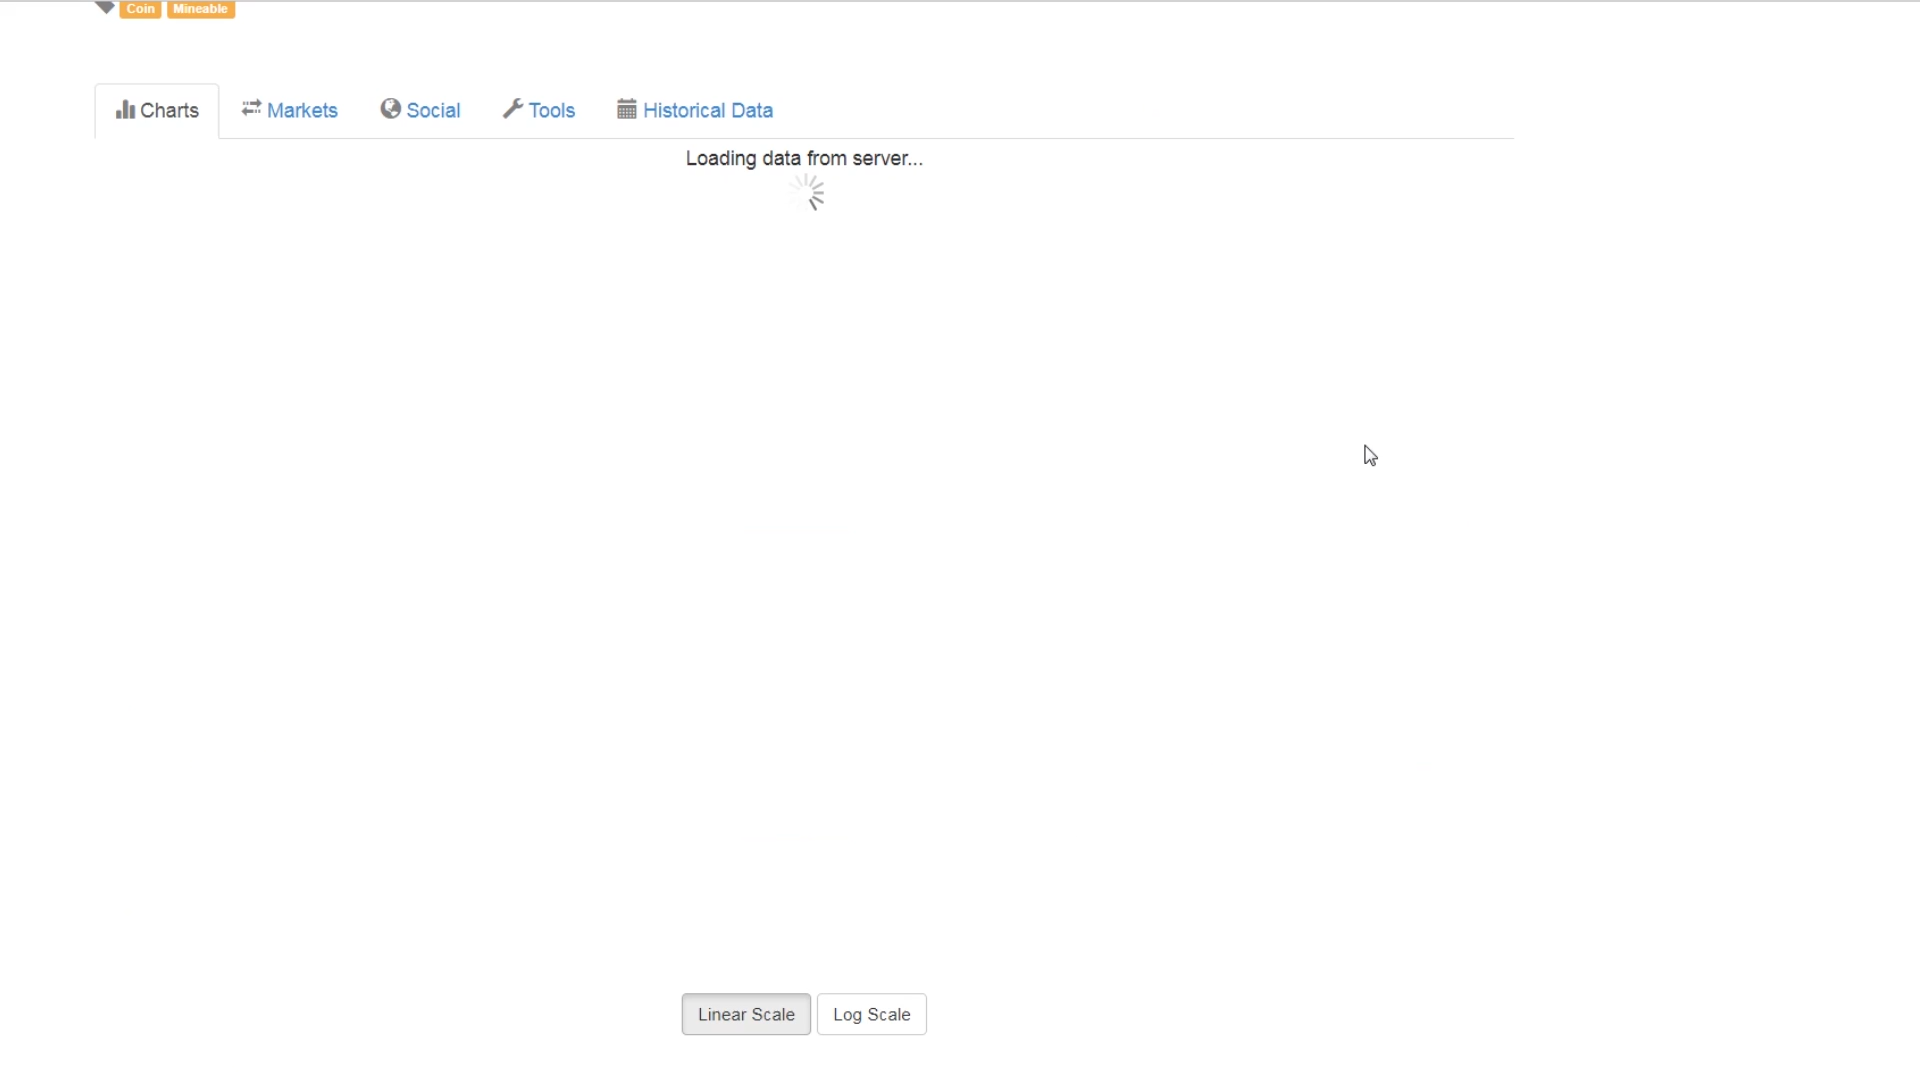 Coin Mineable
Charts Markets Social Tools Historical Data
Loading data from server...
Linear Scale Log Scale